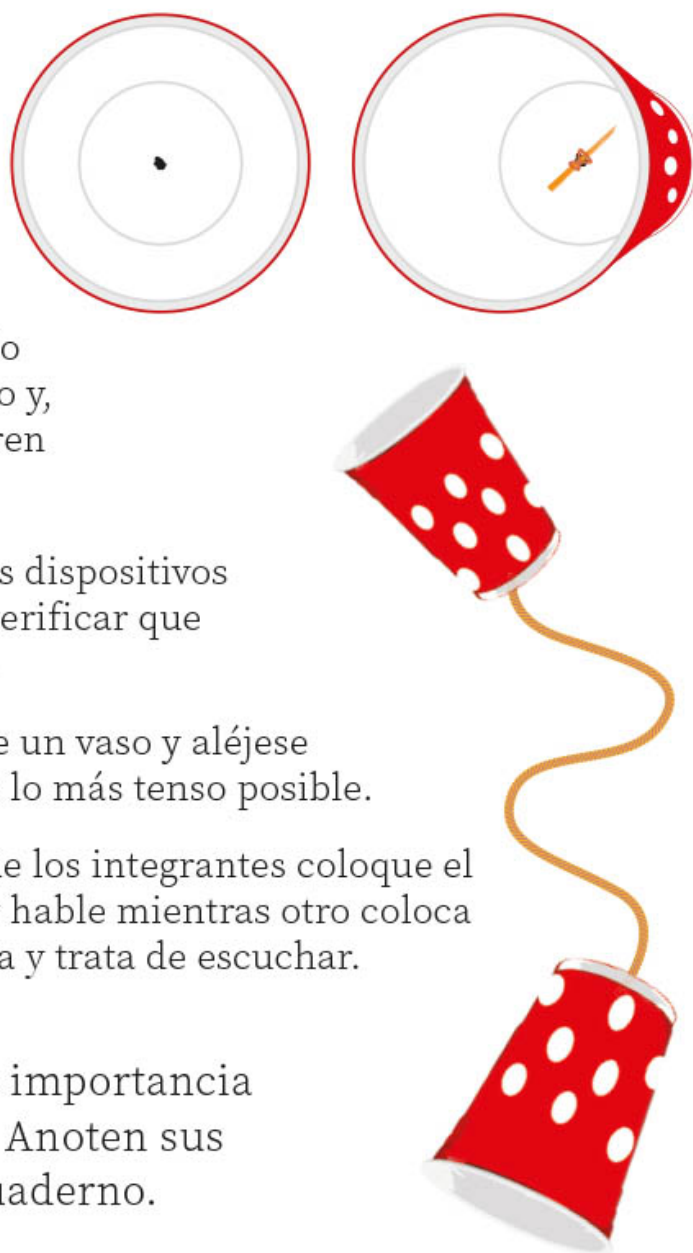 o
o y,
ren
s dispositivos
erificar que
e un vaso y aléjese
lo más tenso posible.
e los integrantes coloque el
hable mientras otro coloca
a y trata de escuchar.
importancia
Anoten sus
uaderno.